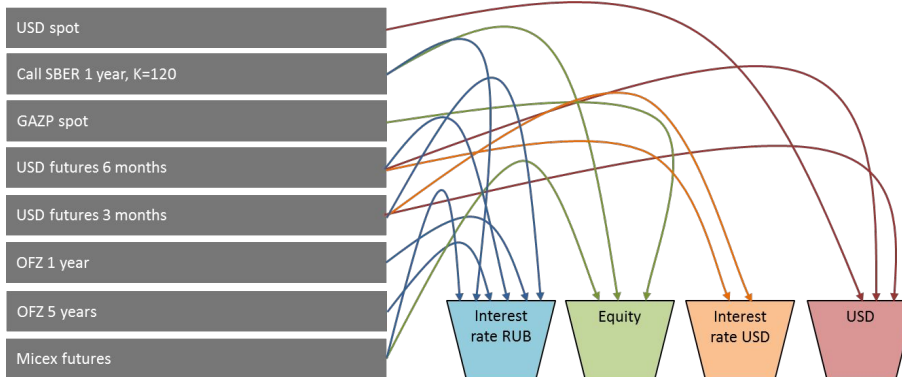 USD spot
Call SBER 1 year, K=120
GAZP spot
USD futures 6 months
USD futures 3 months
OFZ 1 year
OFZ 5 years
Micex futures
Interest
rate RUB
Equity
Interest
rate USD
USD